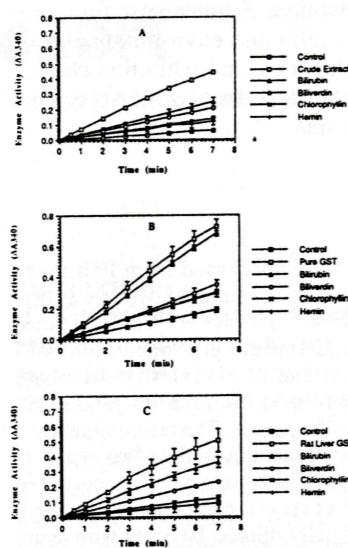 A
Enzyme Activity (ΔA340)
0.8
0.7
0.6
0.5
0.4
0.3
0.2
0.1
0.0
0 1 2 3 4 5 6 7 8
Time (min)
Control
Crude Extract
Bilirubin
Biliverdin
Chlorophyllin
Hemin
B
Enzyme Activity (ΔA340)
0.8
0.6
0.4
0.2
0.0
0 2 4 6 8
Time (min)
Control
Pure GST
Bilirubin
Biliverdin
Chlorophyllin
Hemin
C
Enzyme Activity (ΔA340)
0.8
0.7
0.6
0.5
0.4
0.3
0.2
0.1
0.0
0 1 2 3 4 5 6 7 8
Time (min)
Control
Rat Liver GS
Bilirubin
Biliverdin
Chlorophyllin
Hemin